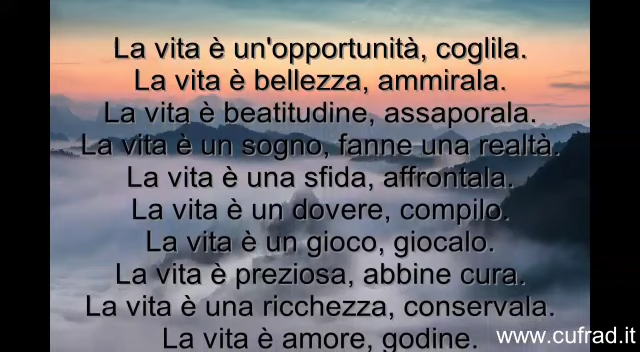 La vita è un'opportunità, coglila.
La vita è bellezza, ammirala.
La vita è beatitudine, assaporala.
La vita è un sogno, fanne una realtà.
La vita è una sfida, affrontala.
La vita è un dovere, compilo.
La vita è un gioco, giocalo.
La vita è preziosa, abbine cura.
La vita è una ricchezza, conservala.
La vita è amore, godine.
www.cufrad.it